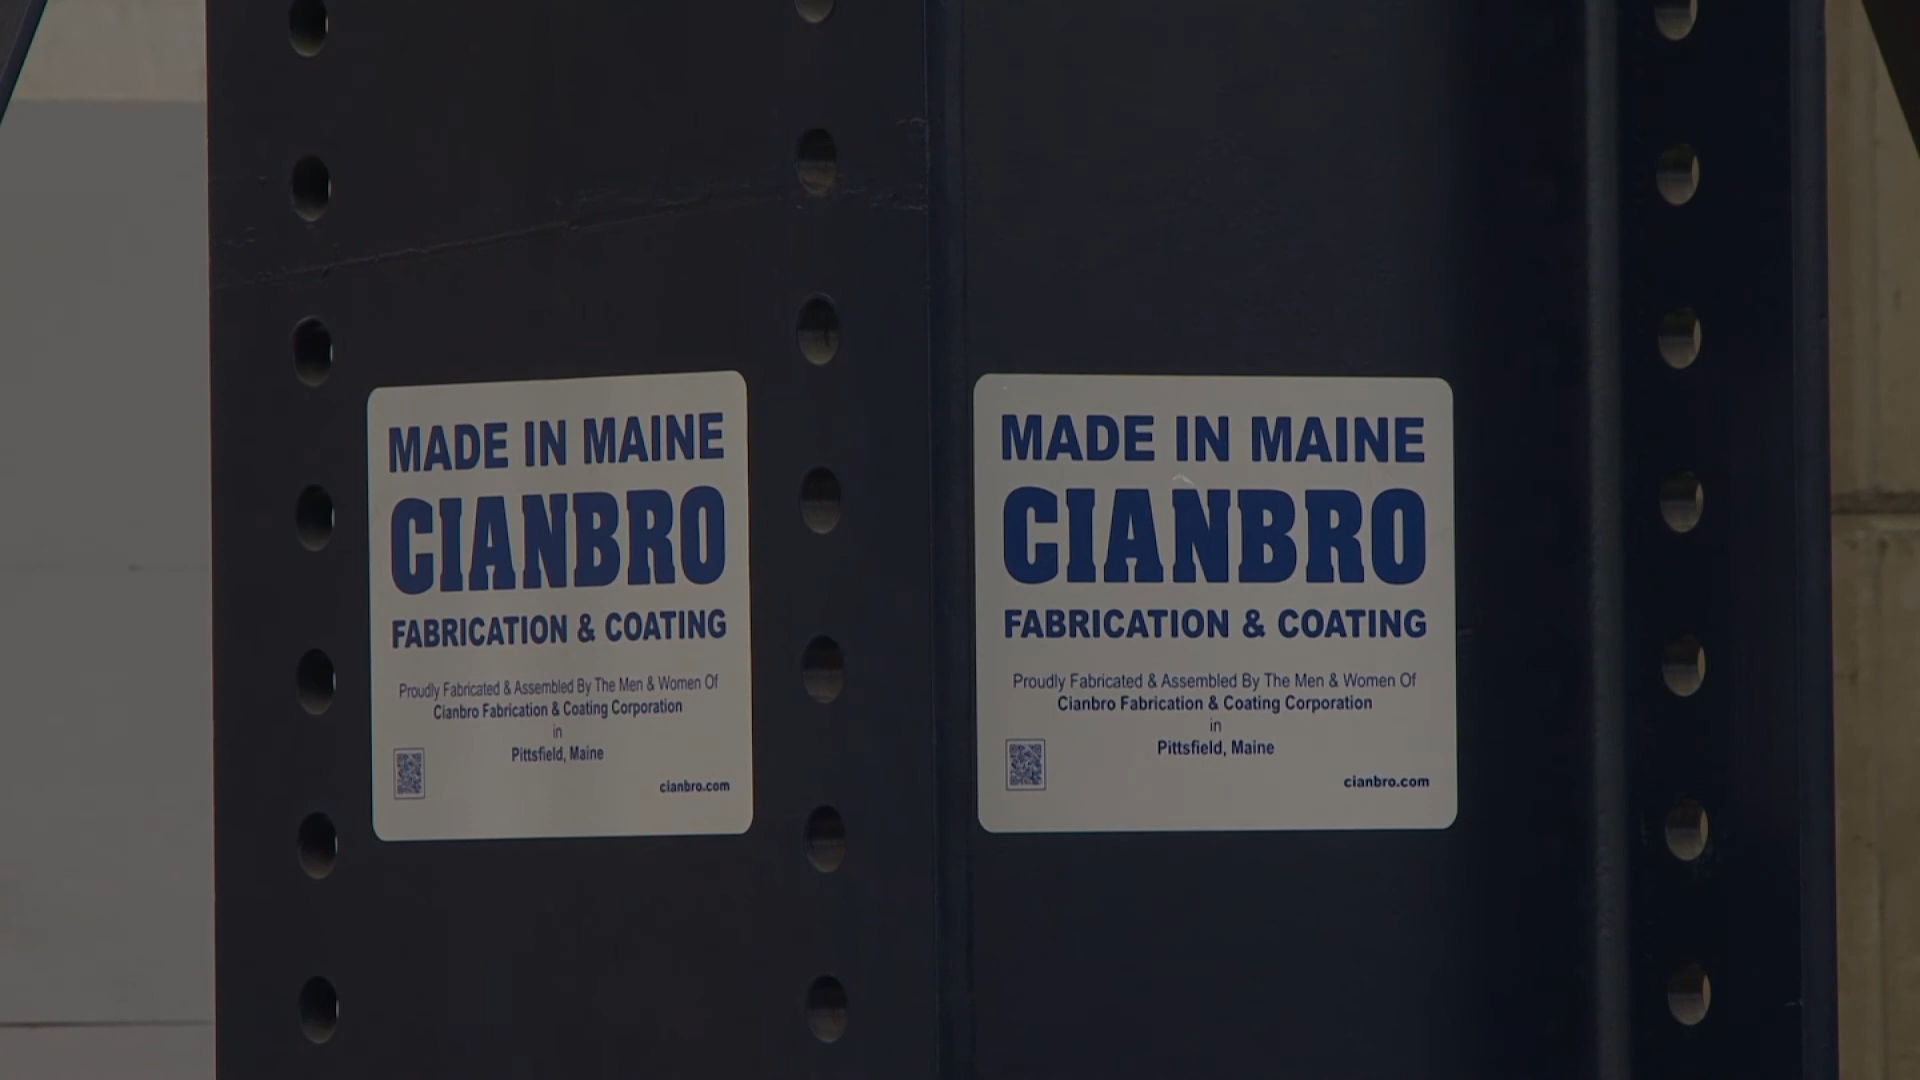 MADE IN MAINE
CIANBRO
FABRICATION & COATING
Proudly Fabricated & Assembled By The Men & Women Of
Cianbro Fabrication & Coating Corporation
in
Pittsfield, Maine
cianbro.com
MADE IN MAINE
CIANBRO
FABRICATION & COATING
Proudly Fabricated & Assembled By The Men & Women Of
Cianbro Fabrication & Coating Corporation
in
Pittsfield, Maine
cianbro.com